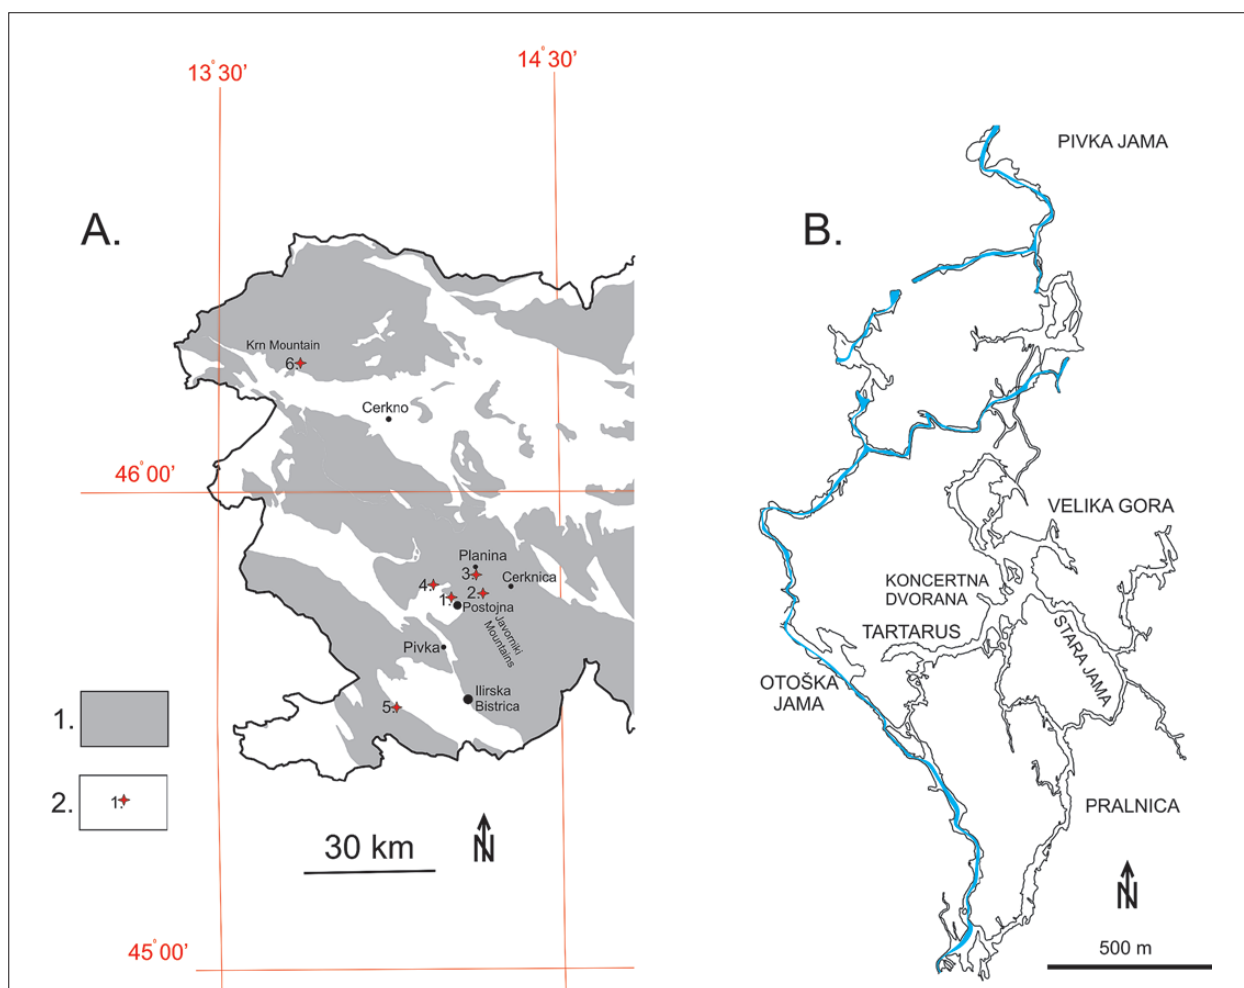 13°30’
14°30’
A.
Krn Mountain
6.
Cerkno
46°00’
Planina
3.
4.
Cerknica
2.
1.
Postojna
Javorniki
Mountains
Pivka
Ilirska
Bistrica
5.
1.
2.
1.
30 km
N
45°00’
B.
PIVKA JAMA
VELIKA GORA
KONCERTNA
DVORANA
TARTARUS
STARA JAMA
OTOŠKA
JAMA
PRALNICA
N
500 m